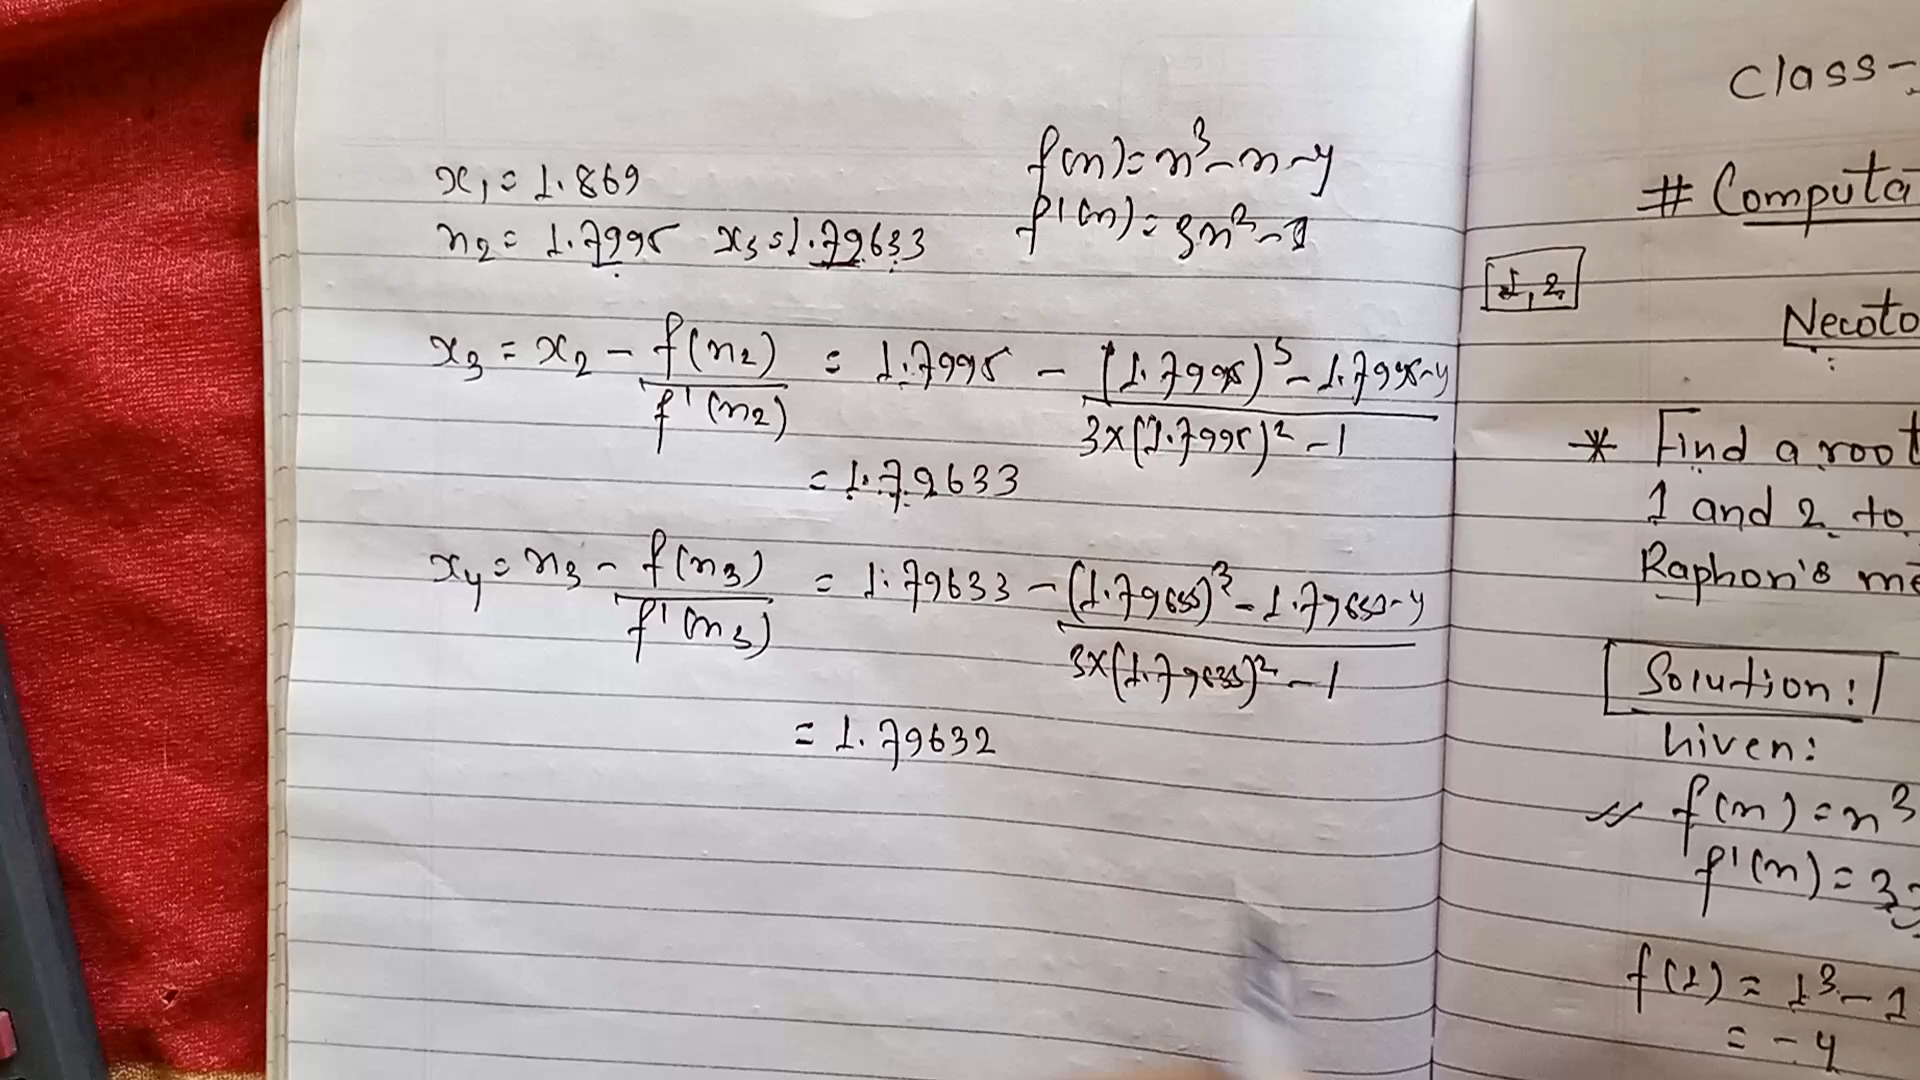 x₁ = 1.869
x₂ = 1.7995 x₃ = 1.79633
f(x) = x³ - x - 4
f'(x) = 3x² - 1
x₃ = x₂ - f(x₂)/f'(x₂) = 1.7995 - ((1.7995)³ - 1.7995 - 4)/(3×(1.7995)² - 1)
= 1.79633
x₄ = x₃ - f(x₃)/f'(x₃) = 1.79633 - ((1.79633)³ - 1.79633 - 4)/(3×(1.79633)² - 1)
= 1.79632
Class-
# Computa
1, 2
* Find a root
1 and 2 to
Raphon's me
Solution:
Given:
// f(x) = x³
f'(x) = 3
f(1) = 1³ - 1
= -4